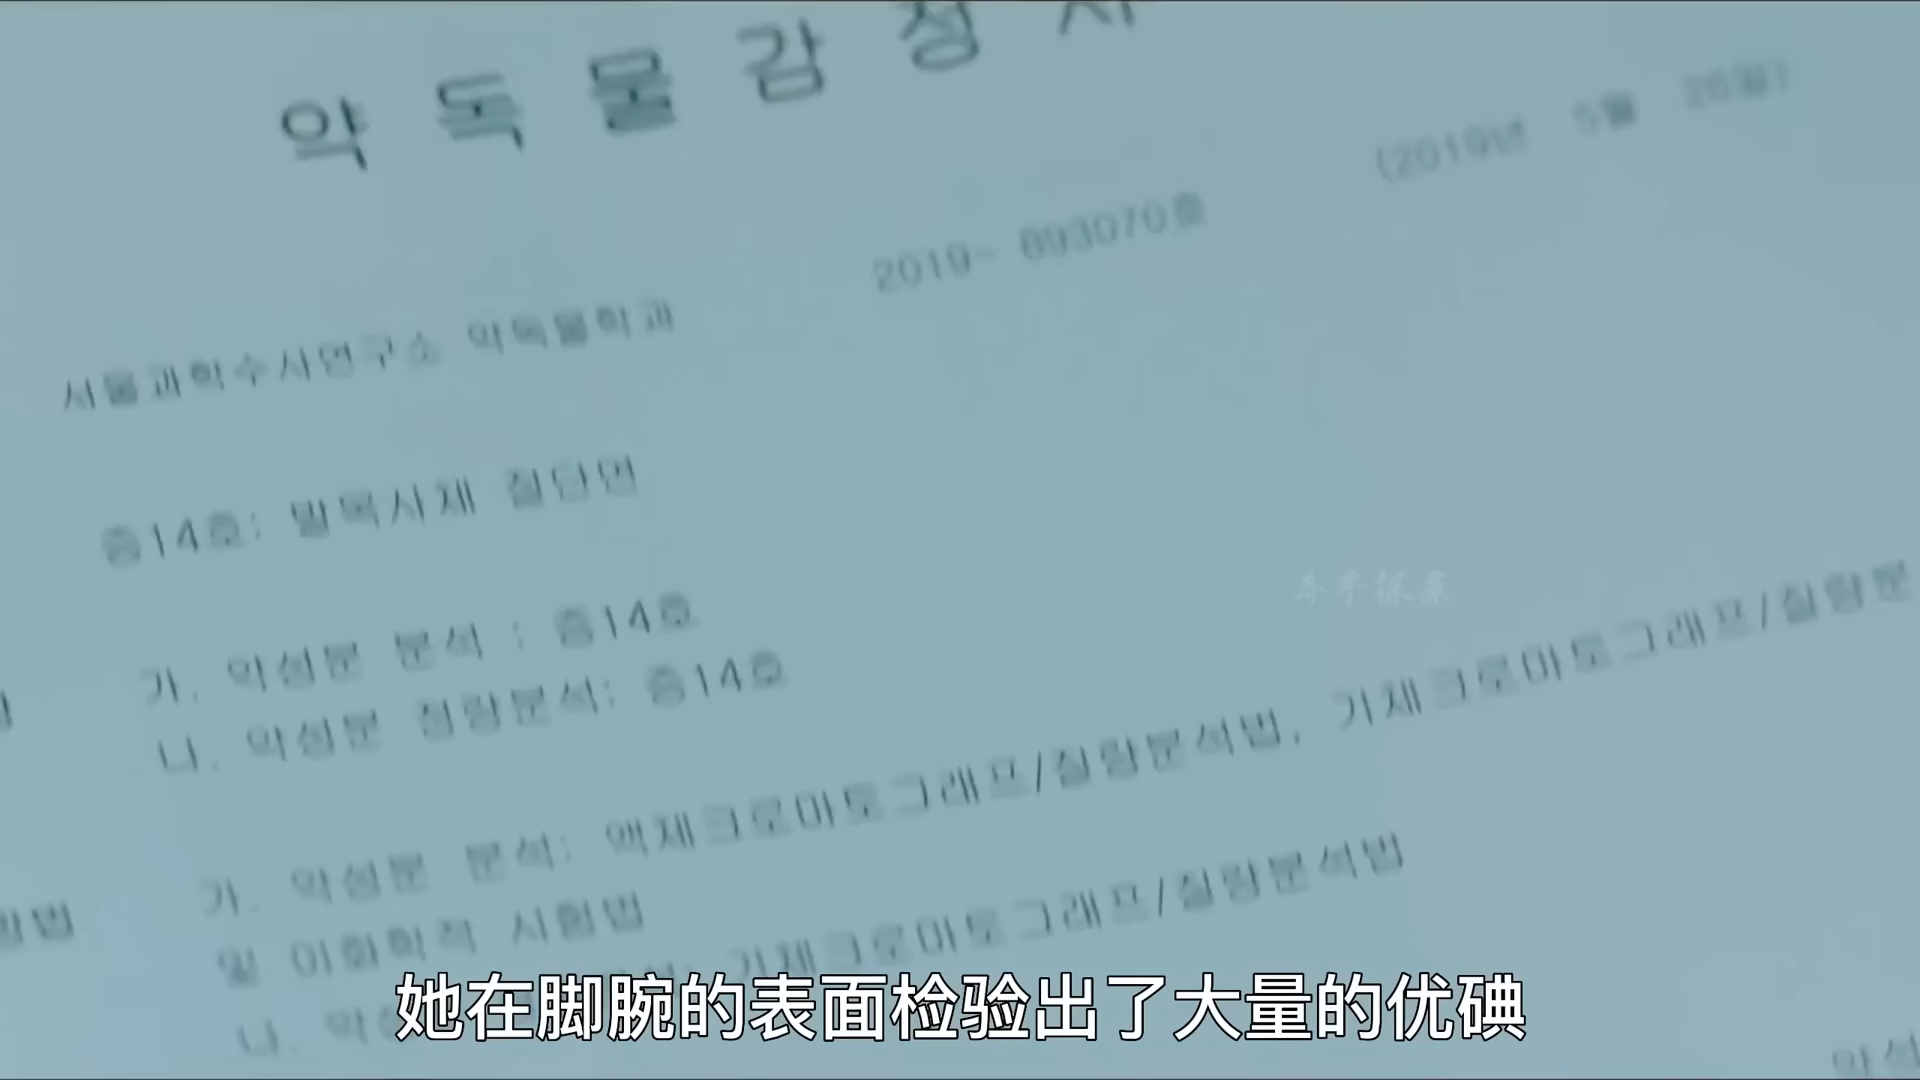 약 독 물 감 정 서
(2019년 5월 26일)
2019- 893070호
서울과학수사연구소 약독물학과
증14호: 발목사체 절단면
가. 약성분 분석 : 증14호
나. 약성분 정량분석: 증14호
가. 약성분 분석: 액체크로마토그래프/질량분석법, 기체크로마토그래프/질량분
험법
및 이화학적 시험법
나. 약성 기체크로마토그래프/질량분석법
她在脚腕的表面检验出了大量的优碘